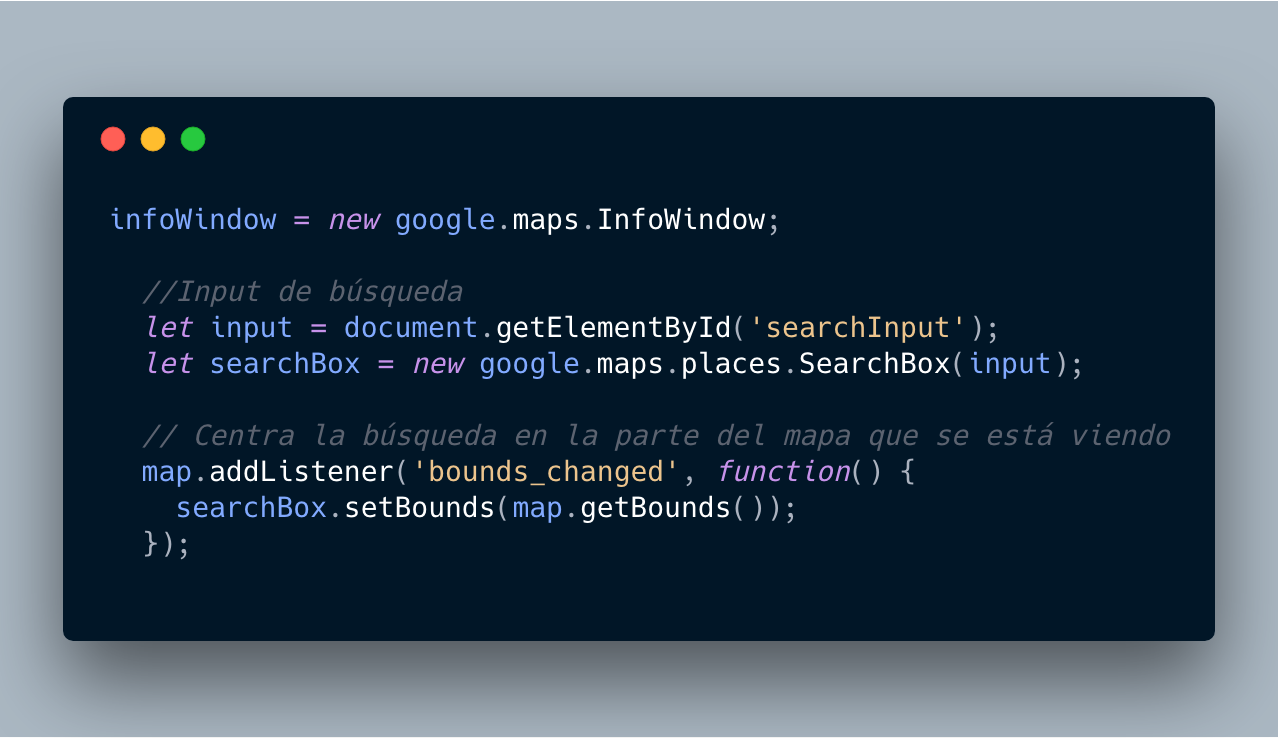 infoWindow = new google.maps.InfoWindow;
//Input de búsqueda
let input = document.getElementById('searchInput');
let searchBox = new google.maps.places.SearchBox(input);
// Centra la búsqueda en la parte del mapa que se está viendo
map.addListener('bounds_changed', function() {
searchBox.setBounds(map.getBounds());
});